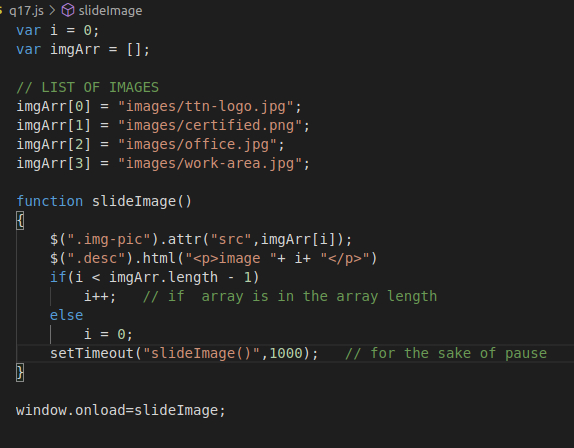 q17.js > slideImage
var i = 0;
var imgArr = [];
// LIST OF IMAGES
imgArr[0] = "images/ttn-logo.jpg";
imgArr[1] = "images/certified.png";
imgArr[2] = "images/office.jpg";
imgArr[3] = "images/work-area.jpg";
function slideImage()
{
$(".img-pic").attr("src",imgArr[i]);
$(".desc").html("<p>image "+ i+ "</p>")
if(i < imgArr.length - 1)
i++;   // if  array is in the array length
else
i = 0;
setTimeout("slideImage()",1000);   // for the sake of pause
}
window.onload=slideImage;